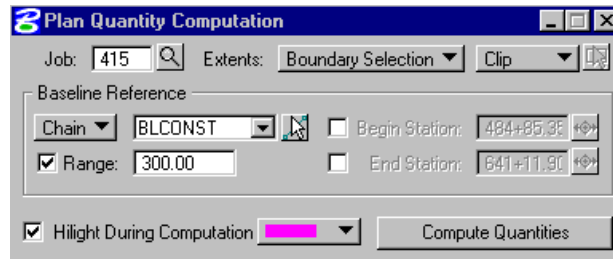 Plan Quantity Computation
Job: 415 Extents: Boundary Selection Clip
Baseline Reference
Chain BLCONST Begin Station: 484+85.35
Range: 300.00 End Station: 641+11.90
Hilight During Computation Compute Quantities